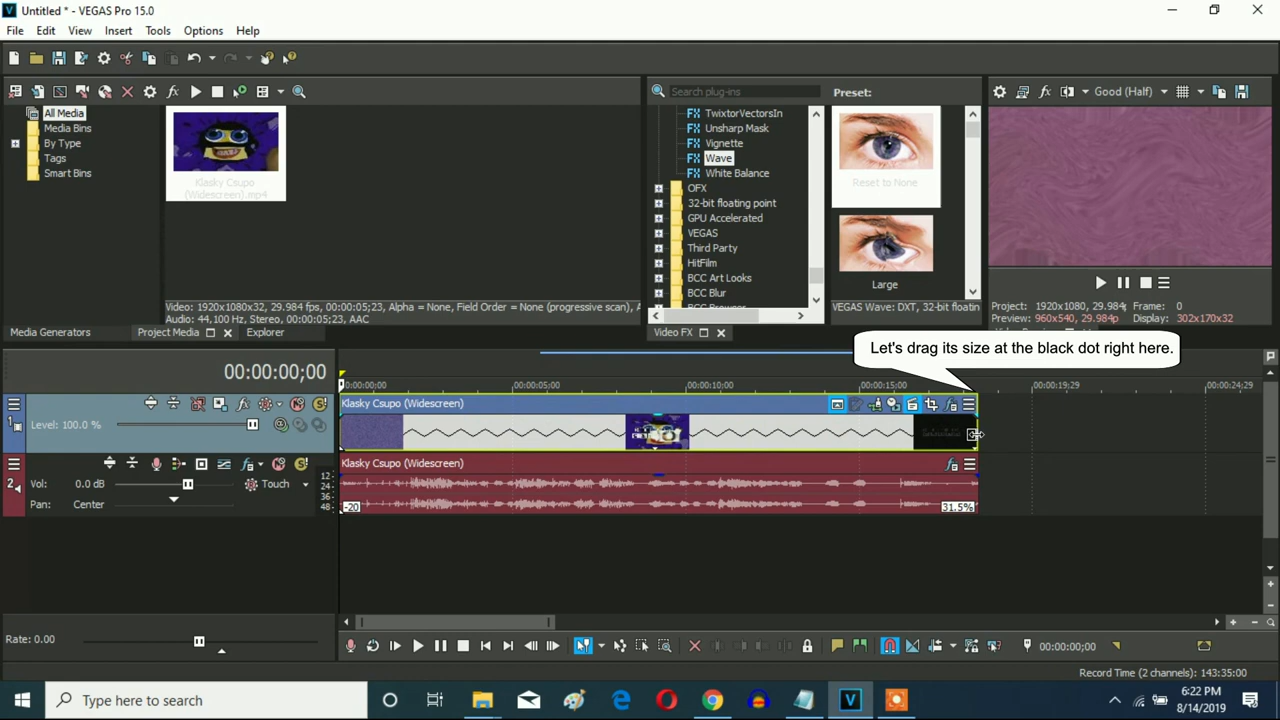 Untitled * - VEGAS Pro 15.0
File Edit View Insert Tools Options Help
Search plug-ins
Preset:
Good (Half)
All Media
Media Bins
By Type
Tags
Smart Bins
Klasky Csupo
(Widescreen).mp4
TwixtorVectorsIn
Unsharp Mask
Vignette
Wave
White Balance
OFX
32-bit floating point
GPU Accelerated
VEGAS
Third Party
HitFilm
BCC Art Looks
BCC Blur
BCC Browser
Reset to None
Large
Video: 1920x1080x32, 29.984 fps, 00:00:05;23, Alpha = None, Field Order = None (progressive scan),
Audio: 44,100 Hz, Stereo, 00:00:05;23, AAC
VEGAS Wave: DXT, 32-bit floatin
Project: 1920x1080, 29.984p Frame: 0
Preview: 960x540, 29.984p Display: 302x170x32
Media Generators Project Media Explorer
Video FX
Let's drag its size at the black dot right here.
00:00:00;00
00:00:00;00 00:00:05;00 00:00:10;00 00:00:15;00 00:00:19;29 00:00:24;29
1
Level: 100.0 %
Klasky Csupo (Widescreen)
2
Vol: 0.0 dB Touch
Pan: Center
12
24
36
48
Klasky Csupo (Widescreen)
-20
31.5%
Rate: 0.00
00:00:00;00
Record Time (2 channels): 143:35:00
Type here to search
6:22 PM
8/14/2019